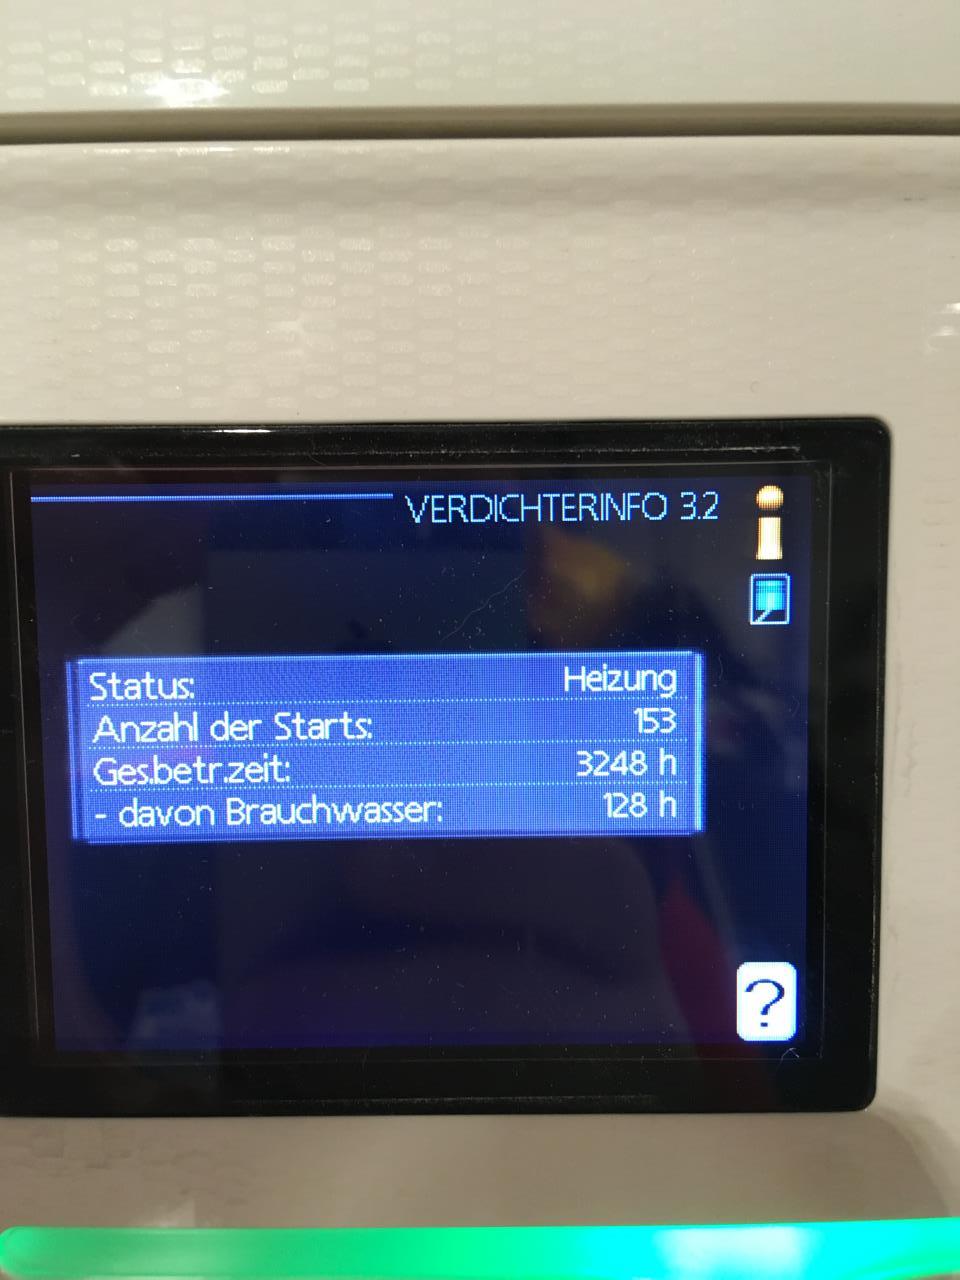 VERDICHTERINFO 3.2
i
Status: Heizung
Anzahl der Starts: 153
Ges.betr.zeit: 3248 h
- davon Brauchwasser: 128 h
?